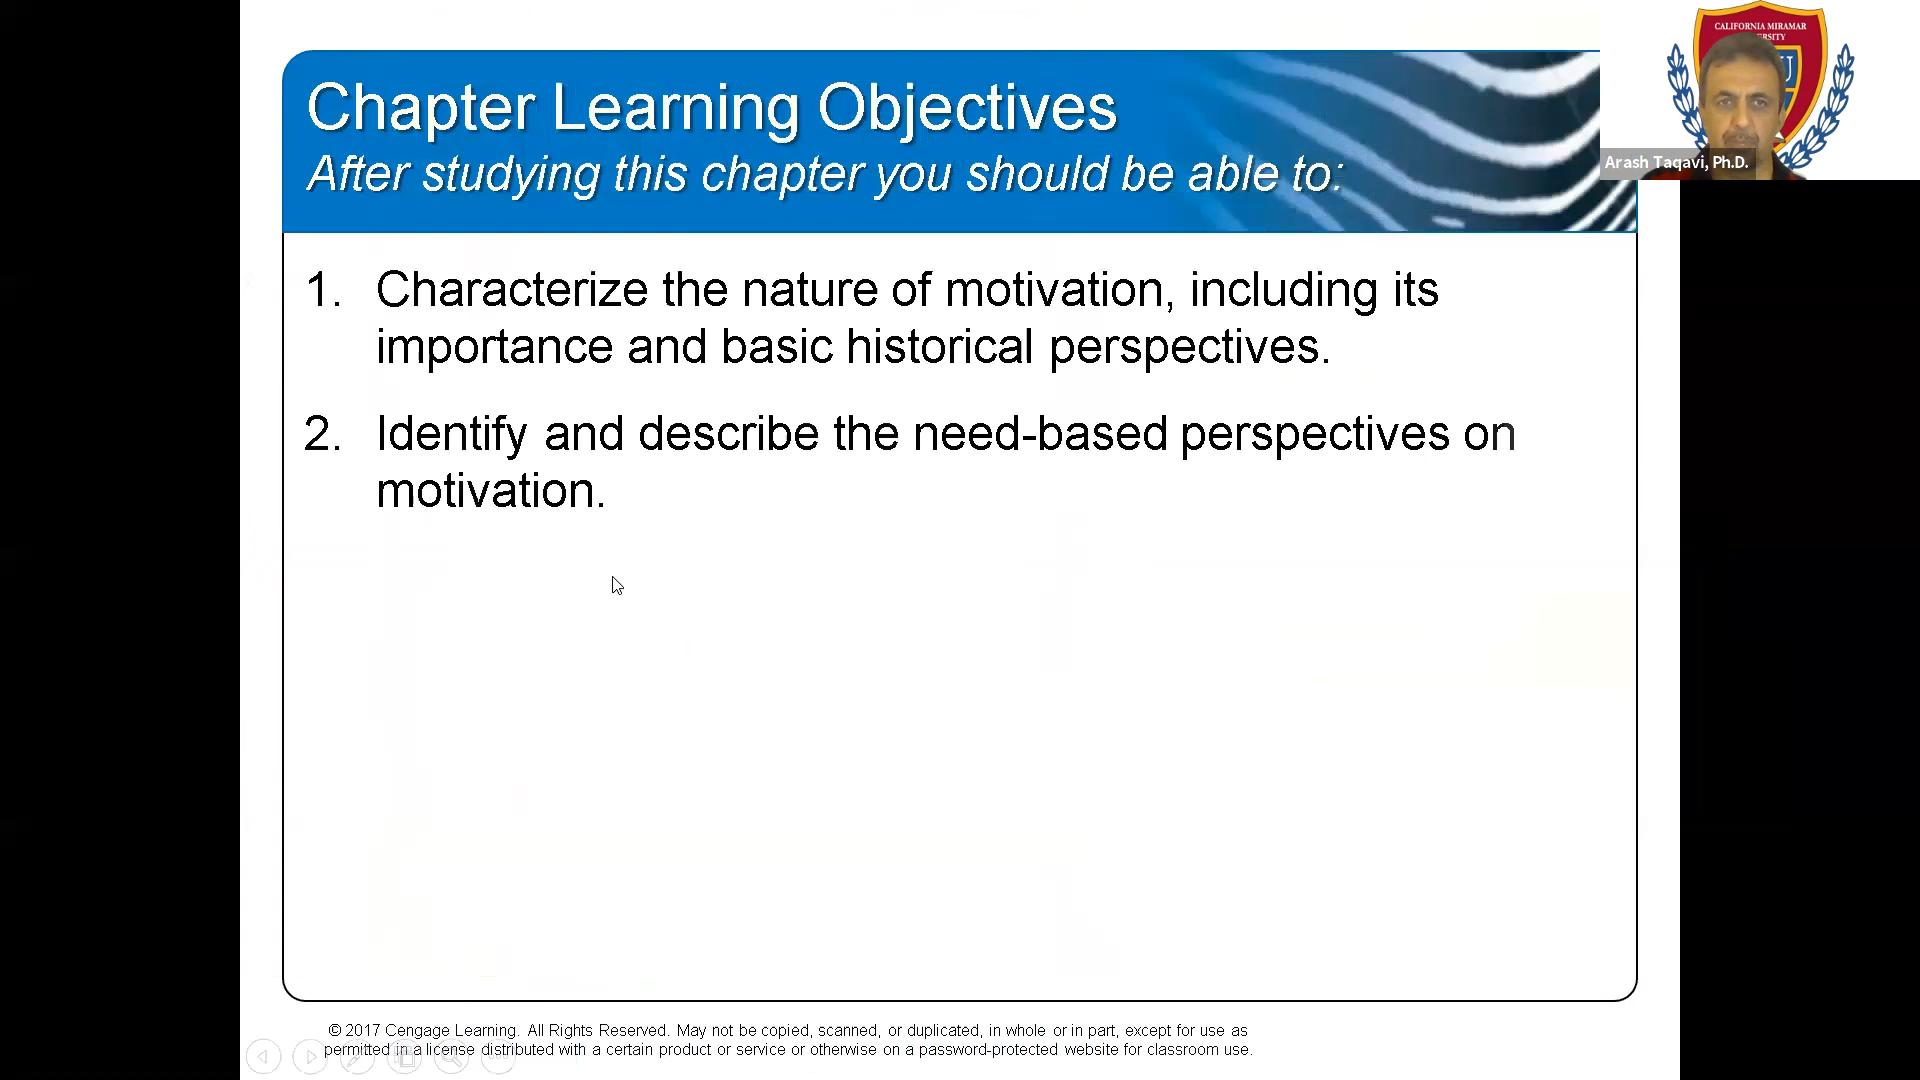 Chapter Learning Objectives
After studying this chapter you should be able to:
CALIFORNIA MIRAMAR
Arash Taqavi, Ph.D.
1. Characterize the nature of motivation, including its
importance and basic historical perspectives.
2. Identify and describe the need-based perspectives on
motivation.
© 2017 Cengage Learning. All Rights Reserved. May not be copied, scanned, or duplicated, in whole or in part, except for use as
permitted in a license distributed with a certain product or service or otherwise on a password-protected website for classroom use.